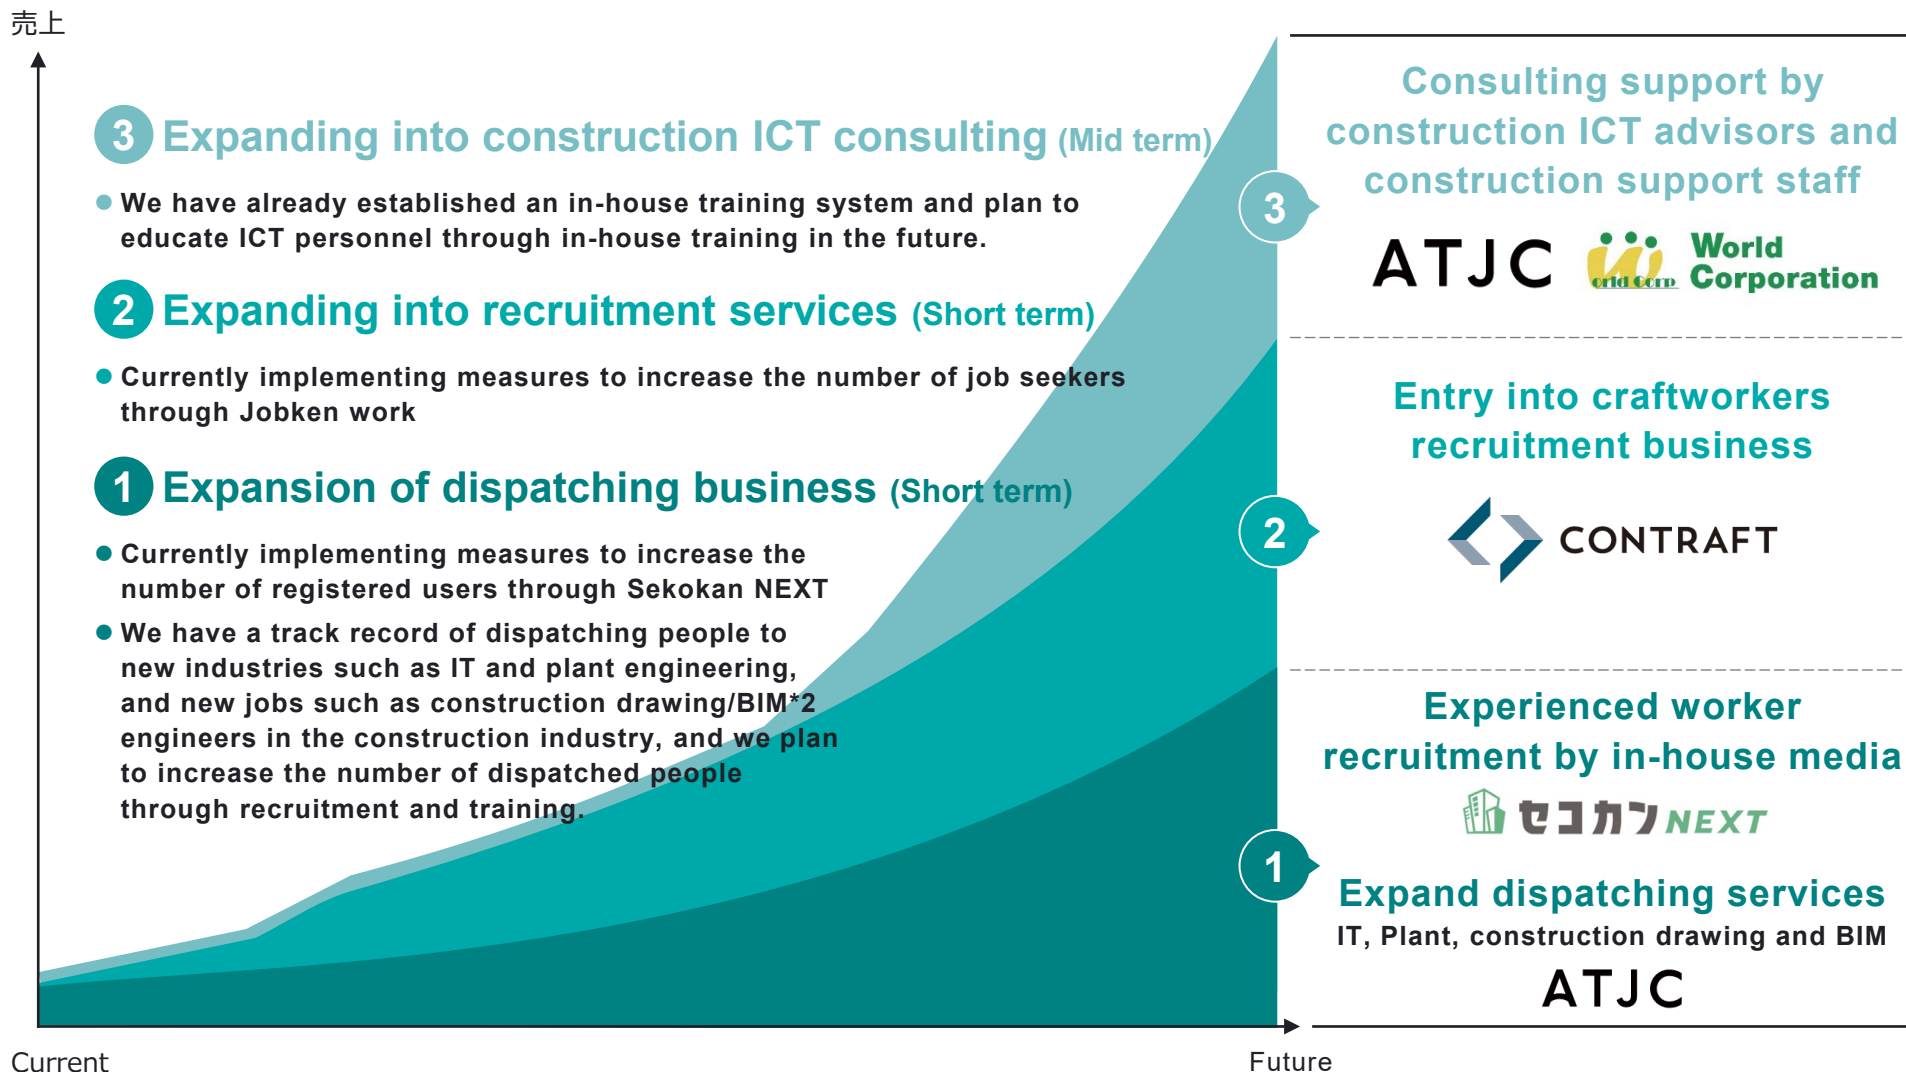 売上
3 Expanding into construction ICT consulting (Mid term)
We have already established an in-house training system and plan to
educate ICT personnel through in-house training in the future.
2 Expanding into recruitment services (Short term)
Currently implementing measures to increase the number of job seekers
through Jobken work
1 Expansion of dispatching business (Short term)
Currently implementing measures to increase the
number of registered users through Sekokan NEXT
We have a track record of dispatching people to
new industries such as IT and plant engineering,
and new jobs such as construction drawing/BIM*2
engineers in the construction industry, and we plan
to increase the number of dispatched people
through recruitment and training.
Current
Future
3
Consulting support by
construction ICT advisors and
construction support staff
ATJC
orld Corp
World
Corporation
2
Entry into craftworkers
recruitment business
CONTRAFT
1
Experienced worker
recruitment by in-house media
セコカンNEXT
Expand dispatching services
IT, Plant, construction drawing and BIM
ATJC